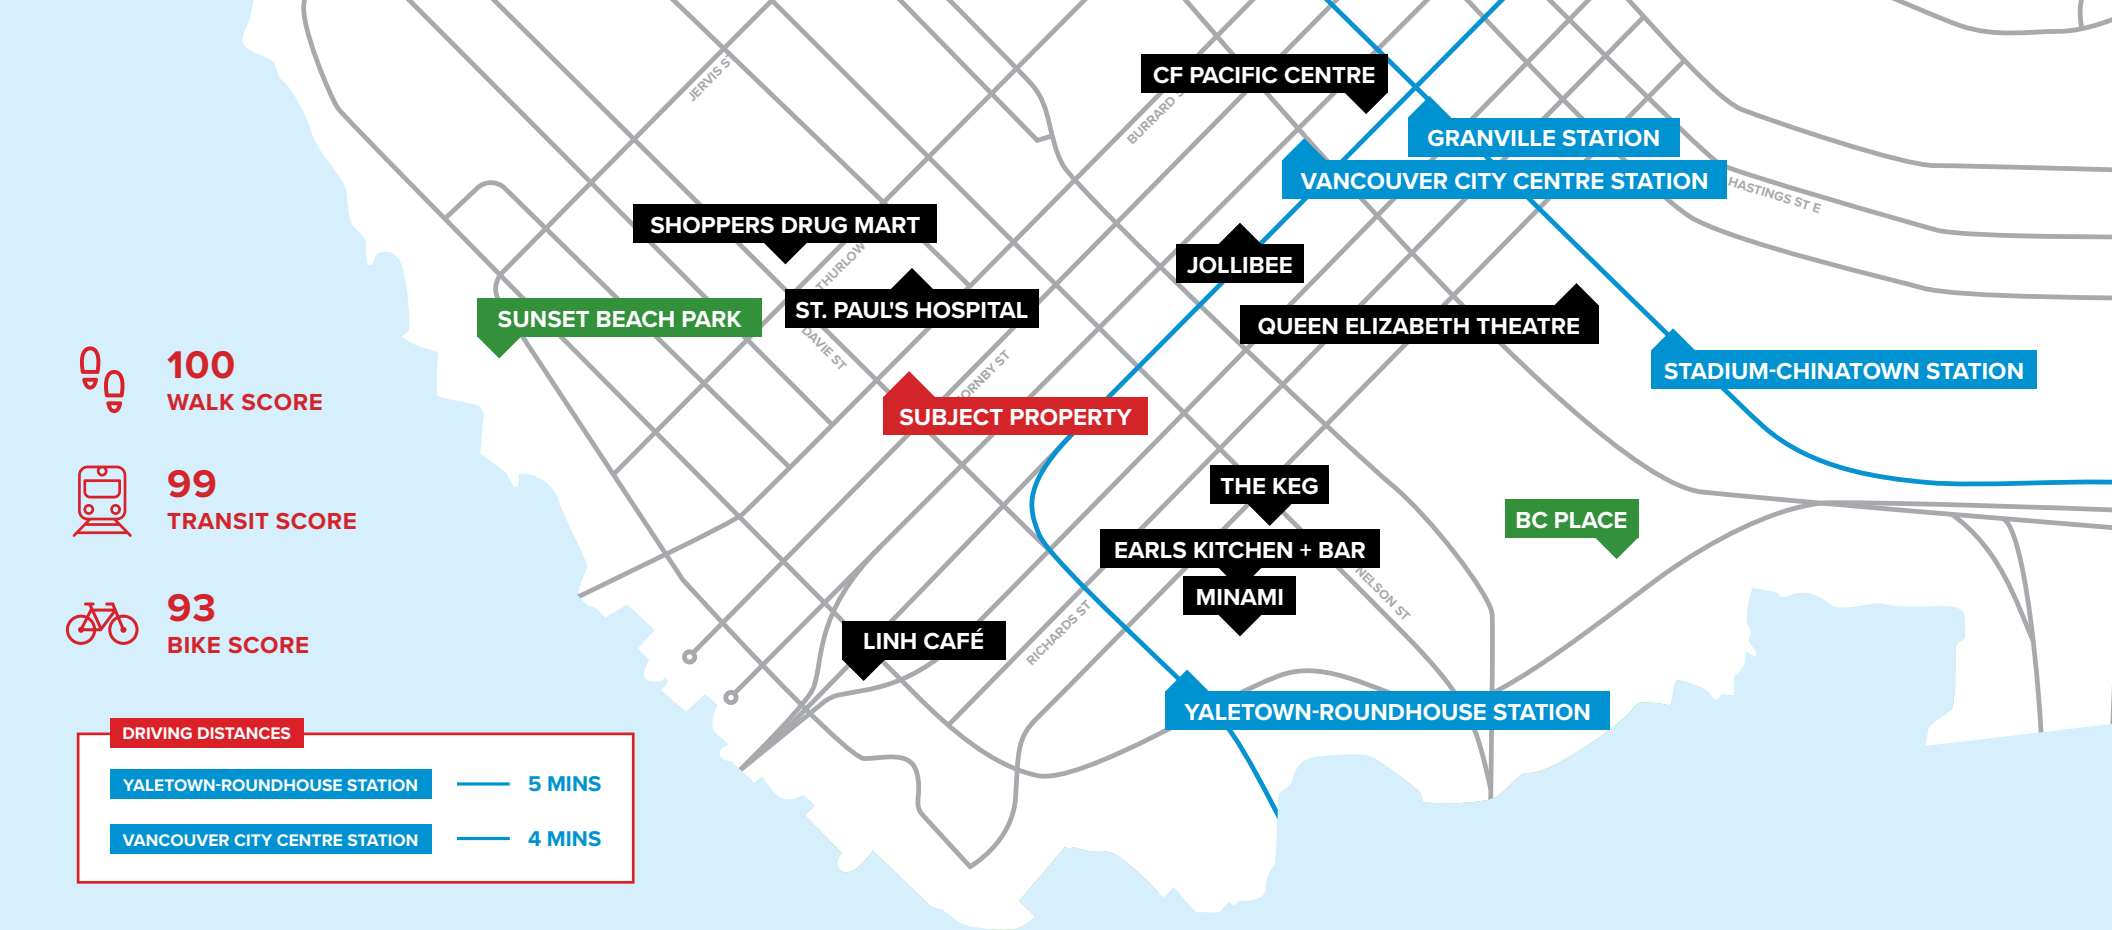 JERVIS ST
BURRARD
CF PACIFIC CENTRE
GRANVILLE STATION
VANCOUVER CITY CENTRE STATION
HASTINGS ST E
SHOPPERS DRUG MART
THURLOW
JOLLIBEE
ST. PAUL'S HOSPITAL
SUNSET BEACH PARK
DAVIE ST
QUEEN ELIZABETH THEATRE
STADIUM-CHINATOWN STATION
ORNBY ST
SUBJECT PROPERTY
100
WALK SCORE
99
TRANSIT SCORE
93
BIKE SCORE
THE KEG
BC PLACE
EARLS KITCHEN + BAR
MINAMI
NELSON ST
RICHARDS ST
LINH CAFÉ
YALETOWN-ROUNDHOUSE STATION
DRIVING DISTANCES
YALETOWN-ROUNDHOUSE STATION 5 MINS
VANCOUVER CITY CENTRE STATION 4 MINS